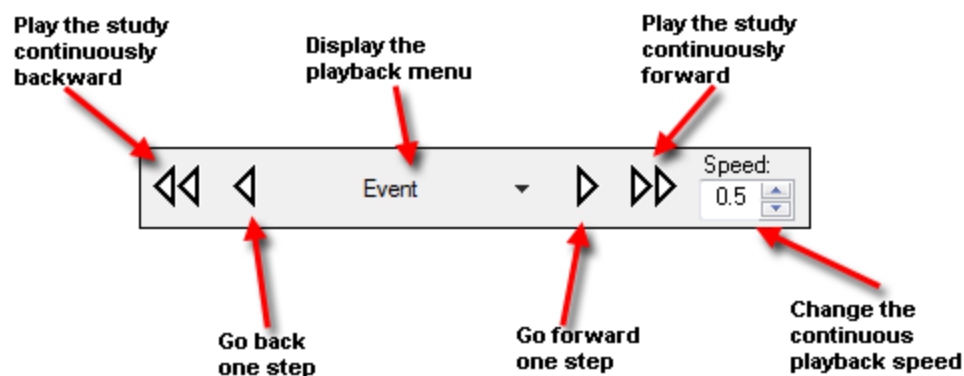 Play the study
continuously
backward
Display the
playback menu
Play the study
continuously
forward
Event
Speed:
0.5
Go back
one step
Go forward
one step
Change the
continuous
playback speed